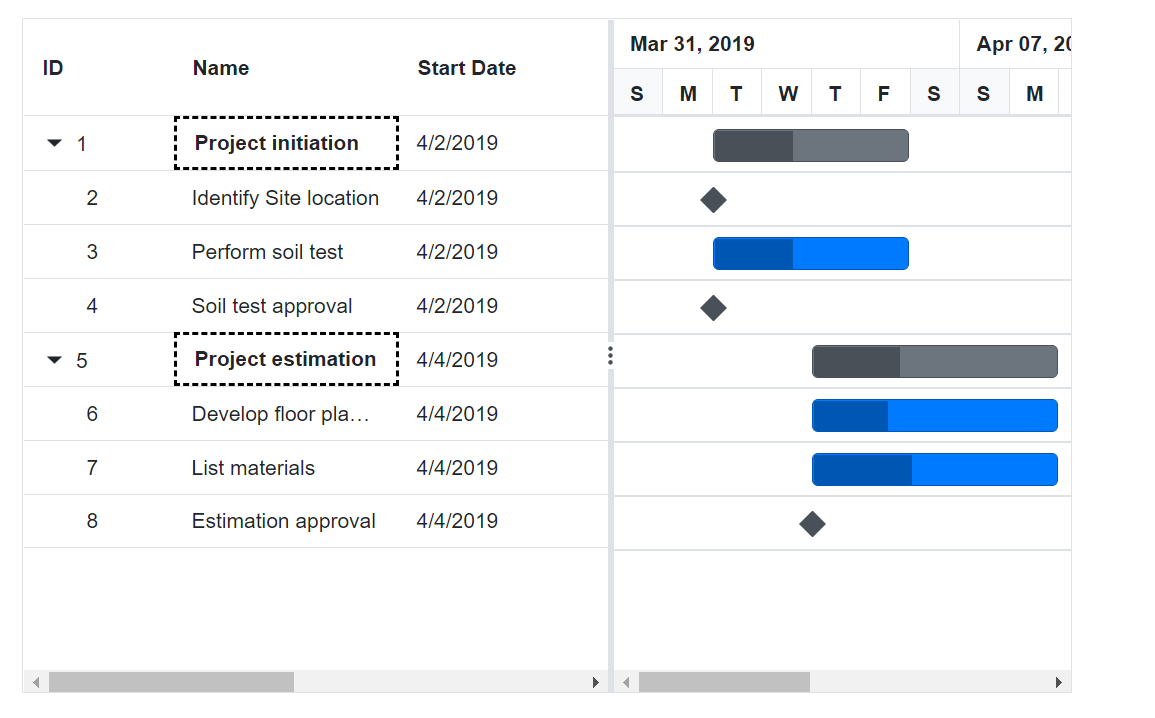 ID Name Start Date
Mar 31, 2019 Apr 07, 20
S M T W T F S S M
1 Project initiation 4/2/2019
2 Identify Site location 4/2/2019
3 Perform soil test 4/2/2019
4 Soil test approval 4/2/2019
5 Project estimation 4/4/2019
6 Develop floor pla… 4/4/2019
7 List materials 4/4/2019
8 Estimation approval 4/4/2019